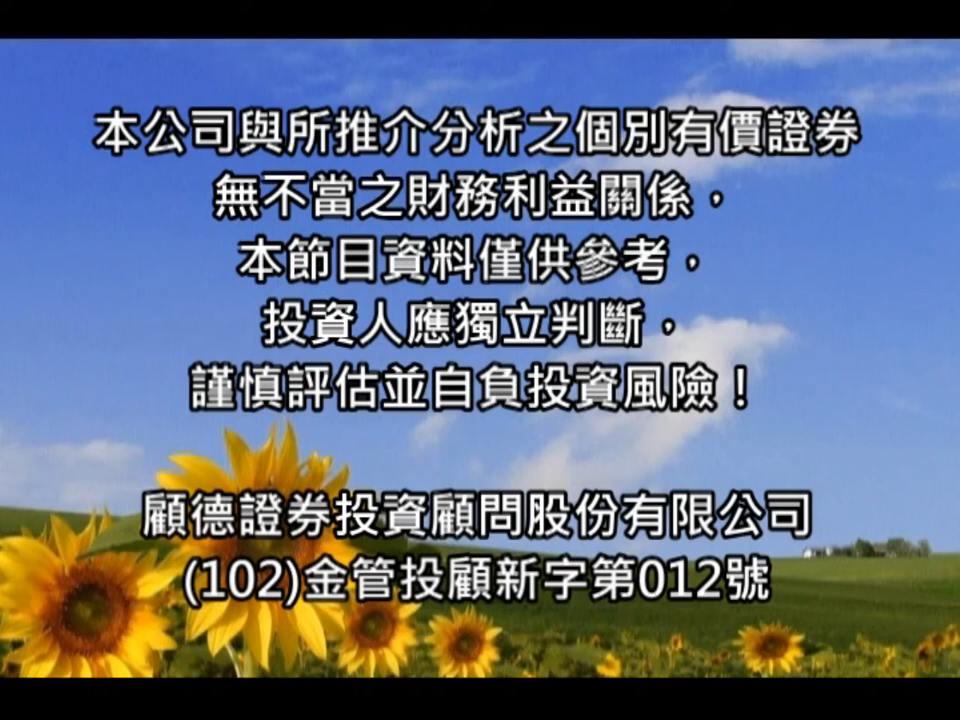 本公司與所推介分析之個別有價證券
無不當之財務利益關係，
本節目資料僅供參考，
投資人應獨立判斷，
謹慎評估並自負投資風險！
顧德證券投資顧問股份有限公司
(102)金管投顧新字第012號